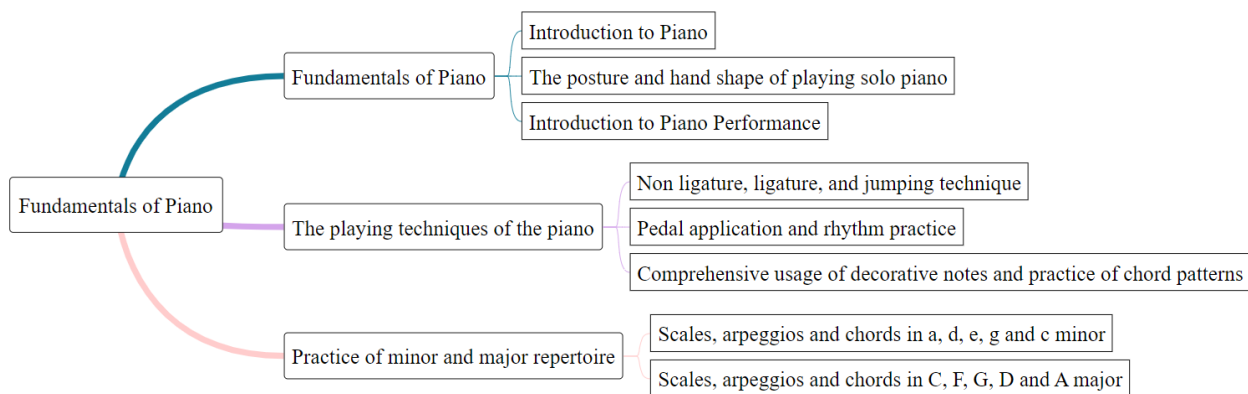 Fundamentals of Piano
Fundamentals of Piano
Introduction to Piano
The posture and hand shape of playing solo piano
Introduction to Piano Performance
The playing techniques of the piano
Non ligature, ligature, and jumping technique
Pedal application and rhythm practice
Comprehensive usage of decorative notes and practice of chord patterns
Practice of minor and major repertoire
Scales, arpeggios and chords in a, d, e, g and c minor
Scales, arpeggios and chords in C, F, G, D and A major